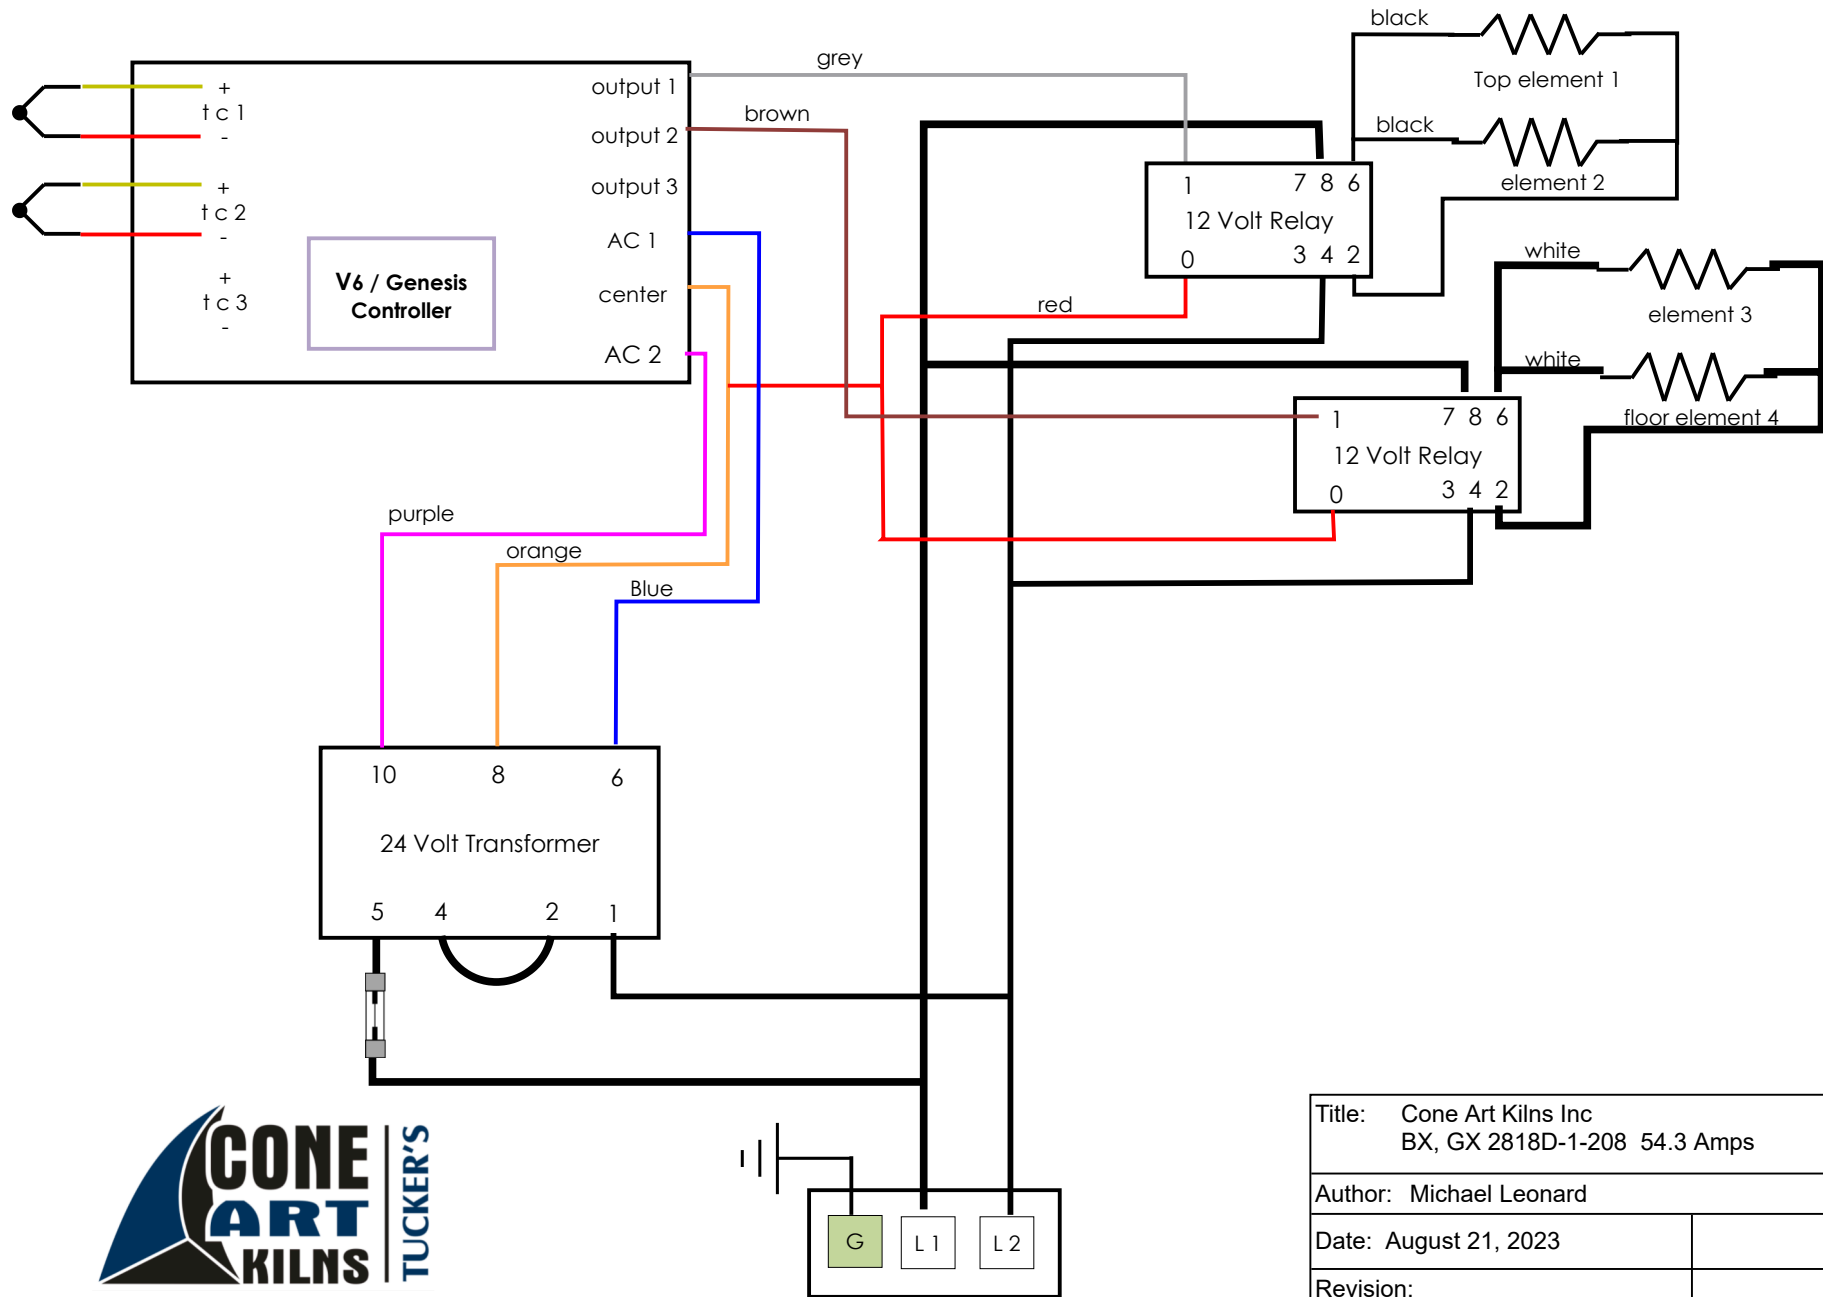 black
Top element 1
black
element 2
grey
brown
+
t c 1
-
+
t c 2
-
+
t c 3
-
V6 / Genesis
Controller
output 1
output 2
output 3
AC 1
center
AC 2
1 7 8 6
12 Volt Relay
0 3 4 2
red
white
element 3
white
floor element 4
1 7 8 6
12 Volt Relay
0 3 4 2
purple
orange
Blue
10 8 6
24 Volt Transformer
5 4 2 1
CONE
ART
KILNS
TUCKER'S
G L 1 L 2
Title: Cone Art Kilns Inc
BX, GX 2818D-1-208 54.3 Amps
Author: Michael Leonard
Date: August 21, 2023
Revision: